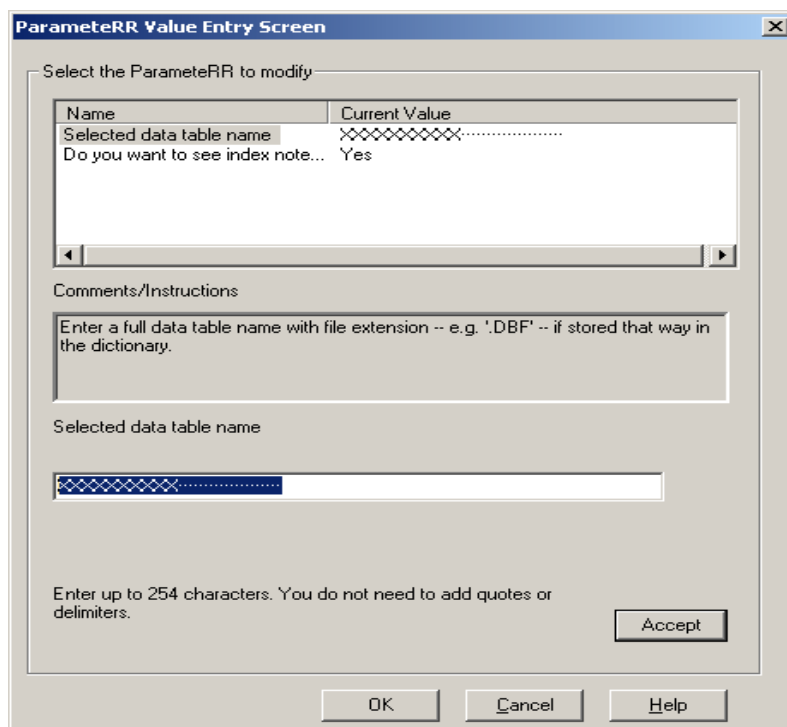 ParameteRR Value Entry Screen
Select the ParameteRR to modify
Name Current Value
Selected data table name XXXXXXXXXXX····················
Do you want to see index note... Yes
Comments/Instructions
Enter a full data table name with file extension -- e.g. '.DBF' -- if stored that way in
the dictionary.
Selected data table name
XXXXXXXXXXX····················
Enter up to 254 characters. You do not need to add quotes or
delimiters.
Accept
OK Cancel Help